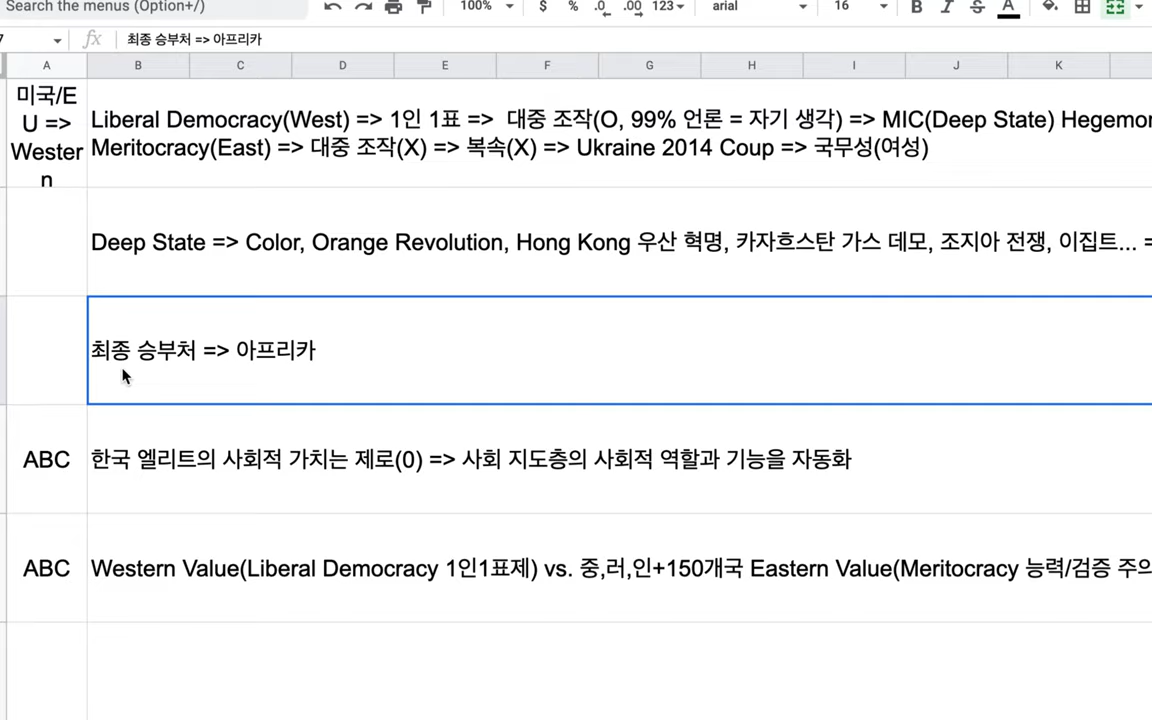 Search the menus (Option+/)
100%
$
%
.0
.00
123
arial
16
B
I
S
A
fx
최종 승부처 => 아프리카
A
B
C
D
E
F
G
H
I
J
K
미국/E
U =>
Wester
n
Liberal Democracy(West) => 1인 1표 => 대중 조작(O, 99% 언론 = 자기 생각) => MIC(Deep State) Hegemon
Meritocracy(East) => 대중 조작(X) => 복속(X) => Ukraine 2014 Coup => 국무성(여성)
Deep State => Color, Orange Revolution, Hong Kong 우산 혁명, 카자흐스탄 가스 데모, 조지아 전쟁, 이집트... =
최종 승부처 => 아프리카
ABC
한국 엘리트의 사회적 가치는 제로(0) => 사회 지도층의 사회적 역할과 기능을 자동화
ABC
Western Value(Liberal Democracy 1인1표제) vs. 중,러,인+150개국 Eastern Value(Meritocracy 능력/검증 주의